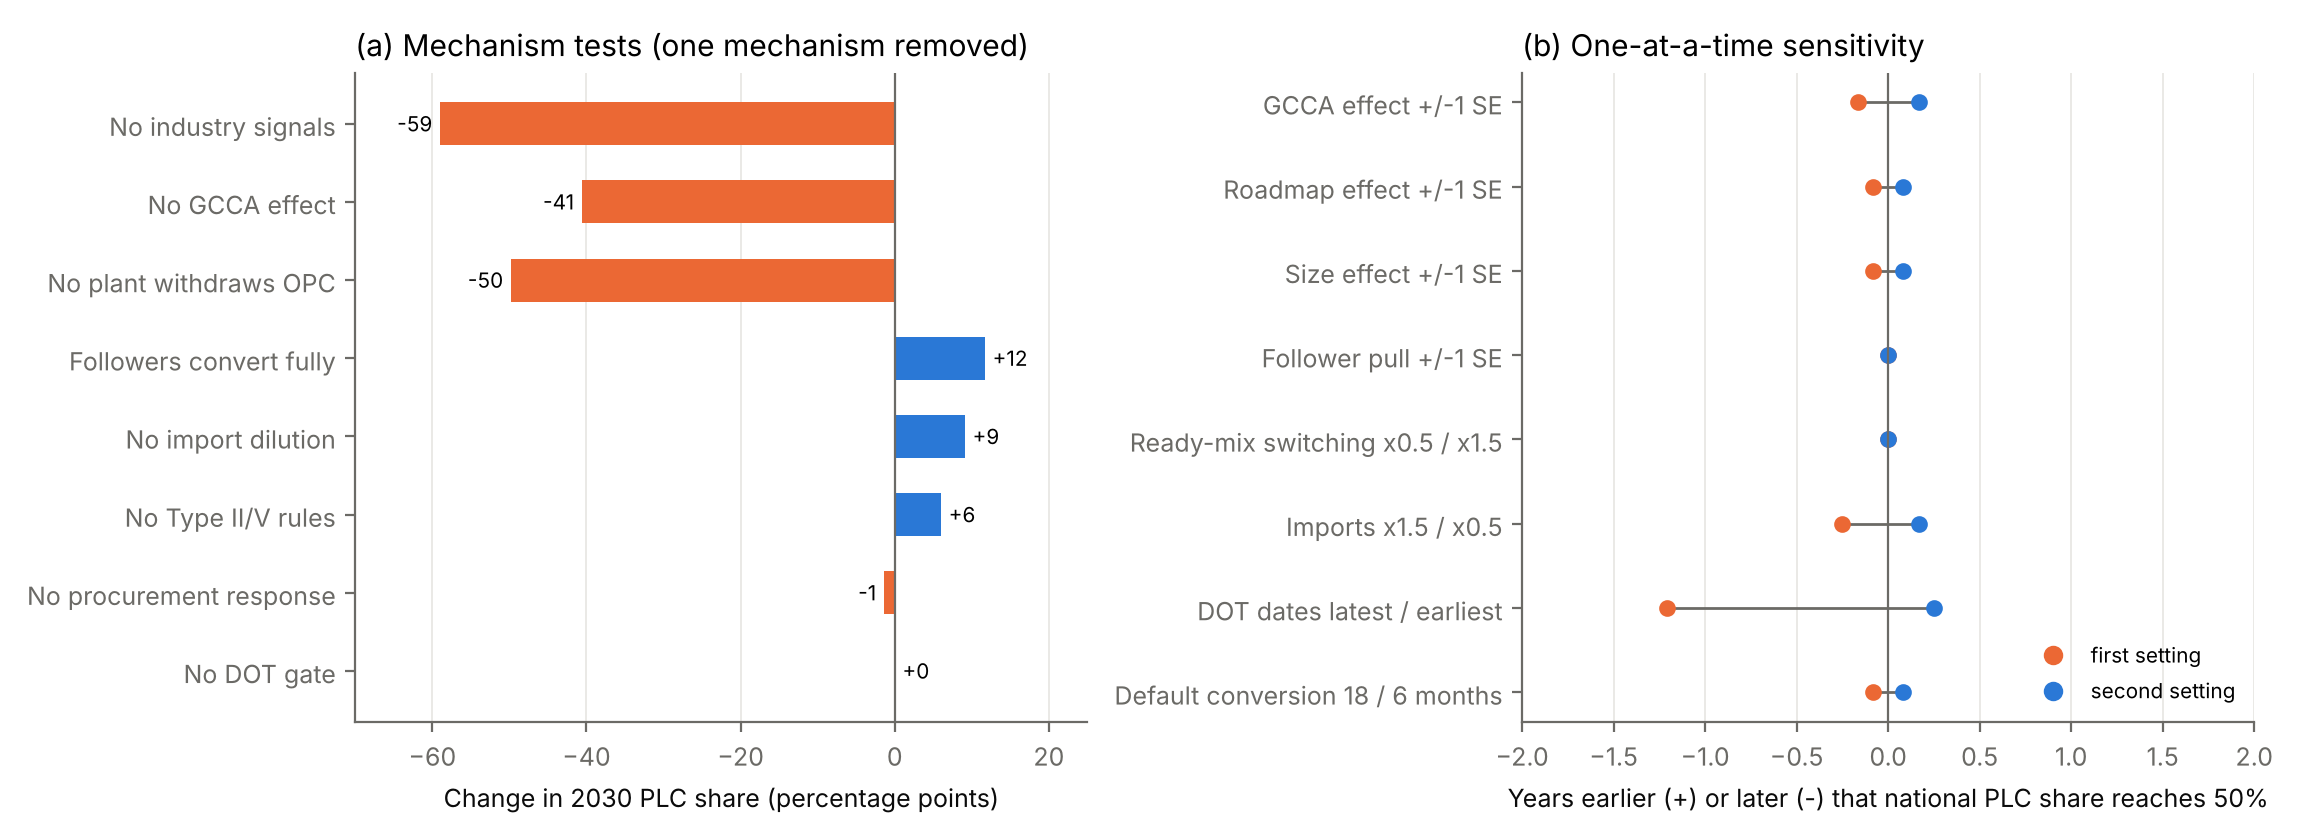 (a) Mechanism tests (one mechanism removed)
No industry signals
-59
No GCCA effect
-41
No plant withdraws OPC
-50
Followers convert fully
+12
No import dilution
+9
No Type II/V rules
+6
No procurement response
-1
No DOT gate
+0
−60 −40 −20 0 20
Change in 2030 PLC share (percentage points)
(b) One-at-a-time sensitivity
GCCA effect +/-1 SE
Roadmap effect +/-1 SE
Size effect +/-1 SE
Follower pull +/-1 SE
Ready-mix switching x0.5 / x1.5
Imports x1.5 / x0.5
DOT dates latest / earliest
Default conversion 18 / 6 months
first setting
second setting
−2.0 −1.5 −1.0 −0.5 0.0 0.5 1.0 1.5 2.0
Years earlier (+) or later (-) that national PLC share reaches 50%